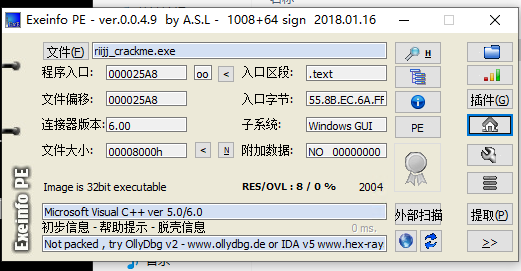 Exeinfo PE - ver.0.0.4.9 by A.S.L - 1008+64 sign 2018.01.16
文件(F) riijj_crackme.exe
H
程序入口: 000025A8 oo < 入口区段: .text
文件偏移: 000025A8 入口字节: 55.8B.EC.6A.FF
插件(G)
连接器版本: 6.00 子系统: Windows GUI
PE
文件大小: 00008000h < N 附加数据: NO 00000000
Image is 32bit executable RES/OVL : 8 / 0 % 2004
Exeinfo PE
Microsoft Visual C++ ver 5.0/6.0
外部扫描 提取(P)
初步信息 - 帮助提示 - 脱壳信息 0 ms.
Not packed , try OllyDbg v2 - www.ollydbg.de or IDA v5 www.hex-ray
>>